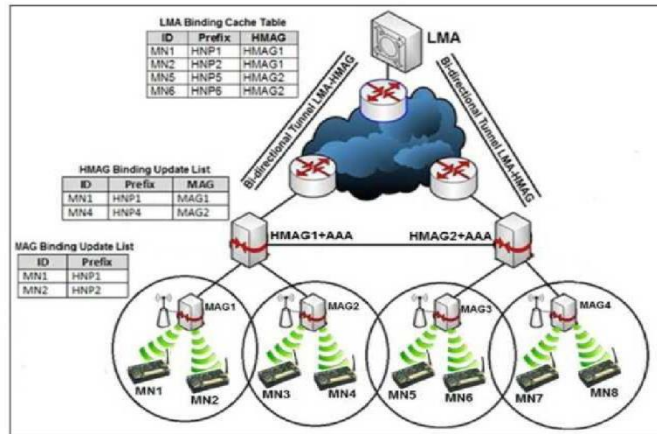 LMA Binding Cache Table
ID Prefix HMAG
MN1 HNP1 HMAG1
MN2 HNP2 HMAG1
MN5 HNP5 HMAG2
MN6 HNP6 HMAG2
LMA
Bi-directional Tunnel LMA-HMAG
Bi-directional Tunnel LMA-HMAG
HMAG Binding Update List
ID Prefix MAG
MN1 HNP1 MAG1
MN4 HNP4 MAG2
HMAG1+AAA
HMAG2+AAA
MAG Binding Update List
ID Prefix
MN1 HNP1
MN2 HNP2
MAG1
MAG2
MAG3
MAG4
MN1
MN2
MN3
MN4
MN5
MN6
MN7
MN8